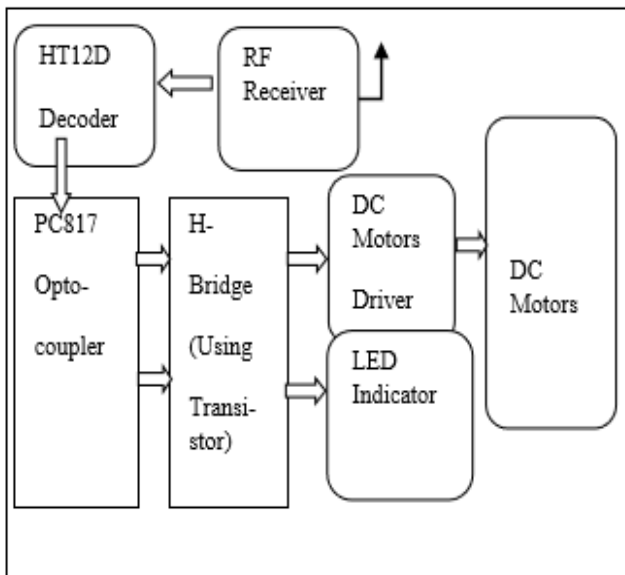 HT12D
Decoder
RF
Receiver
PC817
Opto-
coupler
H-
Bridge
(Using
Transi-
stor)
DC
Motors
Driver
LED
Indicator
DC
Motors